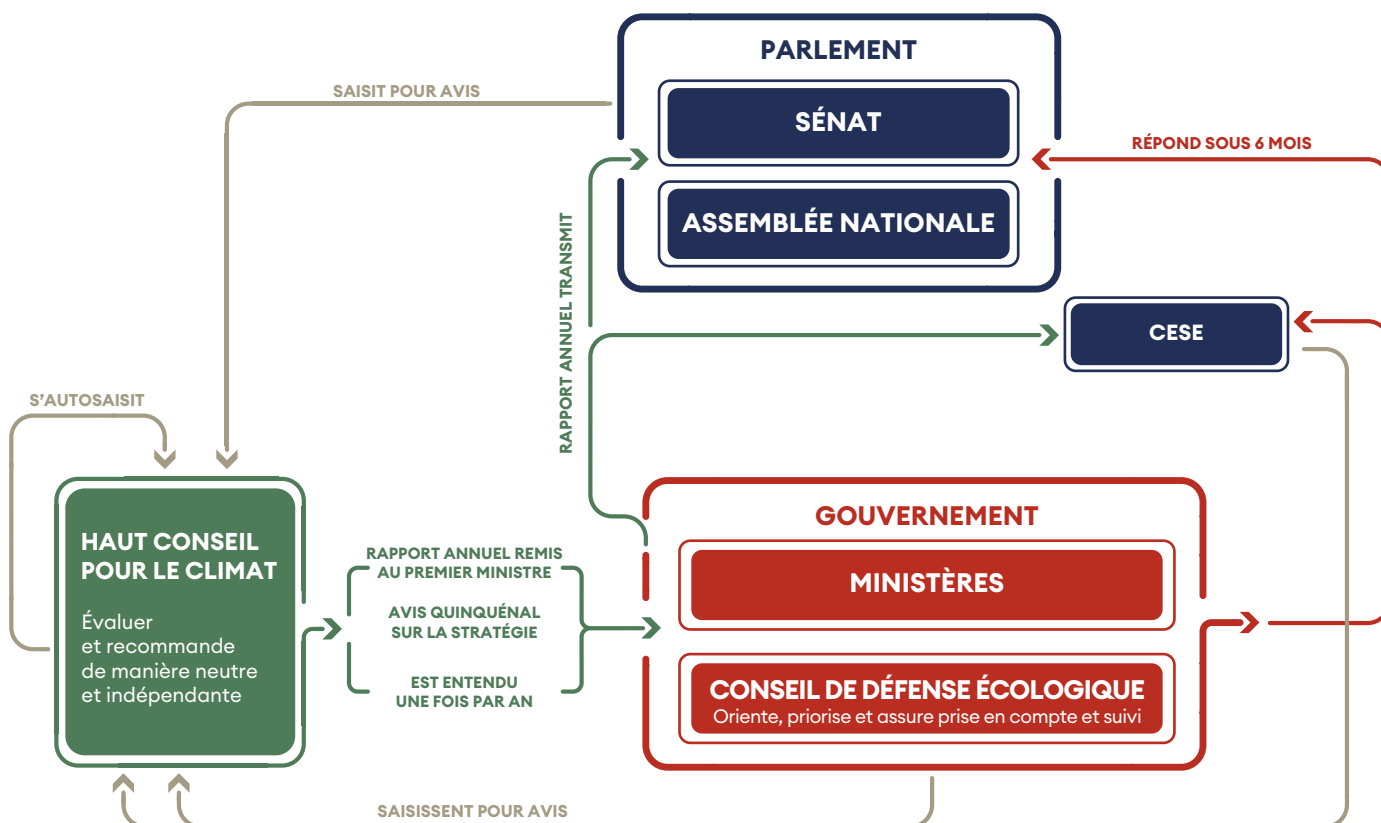 PARLEMENT
SAISIT POUR AVIS
SÉNAT
RÉPOND SOUS 6 MOIS
ASSEMBLÉE NATIONALE
RAPPORT ANNUEL TRANSMIT
CESE
S'AUTOSAISIT
HAUT CONSEIL
POUR LE CLIMAT
Évaluer
et recommande
de manière neutre
et indépendante
RAPPORT ANNUEL REMIS
AU PREMIER MINISTRE
AVIS QUINQUÉNAL
SUR LA STRATÉGIE
EST ENTENDU
UNE FOIS PAR AN
GOUVERNEMENT
MINISTÈRES
CONSEIL DE DÉFENSE ÉCOLOGIQUE
Oriente, priorise et assure prise en compte et suivi
SAISISSENT POUR AVIS